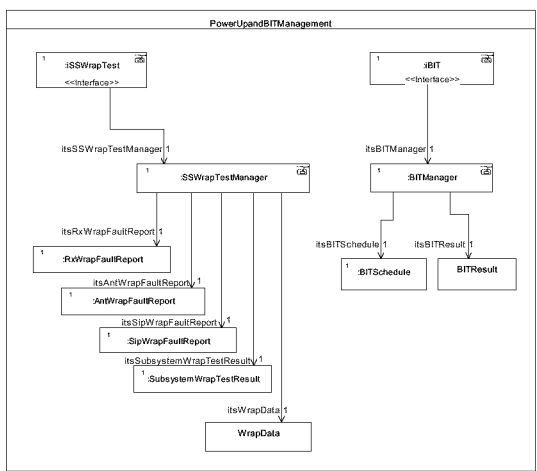 PowerUpandBITManagement
1 :iSSWrapTest
<<Interface>>
1 :iBIT
<<Interface>>
itsSSWrapTestManager 1
itsBITManager 1
1 :SSWrapTestManager
1 :BITManager
itsRxWrapFaultReport 1
itsBITSchedule 1
itsBITResult 1
1 :RxWrapFaultReport
1 :BITSchedule
BITResult
itsAntWrapFaultReport 1
1 :AntWrapFaultReport
itsSipWrapFaultReport 1
1 :SipWrapFaultReport
itsSubsystemWrapTestResult 1
1 :SubsystemWrapTestResult
itsWrapData 1
WrapData